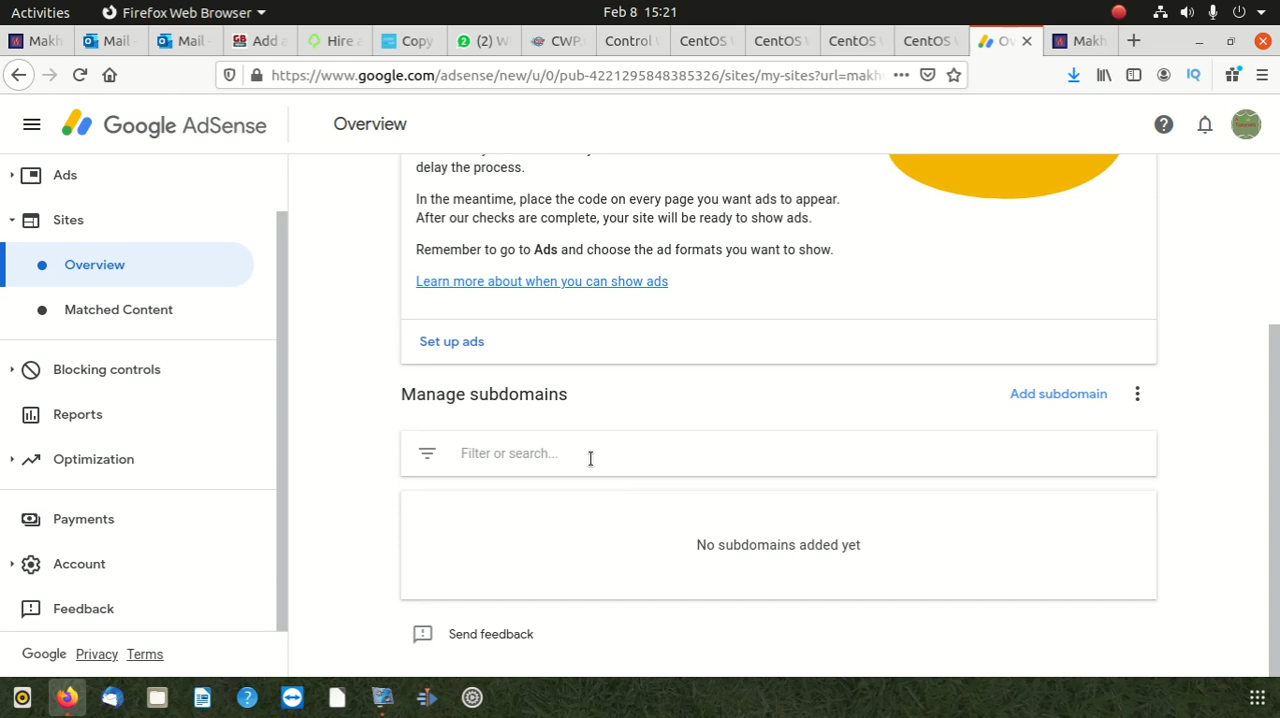 Activities
Firefox Web Browser
Feb 8 15:21
Makh
Mail
Mail
Add a
Hire a
Copy
(2) W
CWP.
Control
CentOS
CentOS
CentOS
CentOS
Ov
Makh
https://www.google.com/adsense/new/u/0/pub-4221295848385326/sites/my-sites?url=makh
IQ
Google AdSense
Overview
Ads
Sites
Overview
Matched Content
Blocking controls
Reports
Optimization
Payments
Account
Feedback
Google Privacy Terms
delay the process.
In the meantime, place the code on every page you want ads to appear.
After our checks are complete, your site will be ready to show ads.
Remember to go to Ads and choose the ad formats you want to show.
Learn more about when you can show ads
Set up ads
Manage subdomains
Add subdomain
Filter or search...
No subdomains added yet
Send feedback